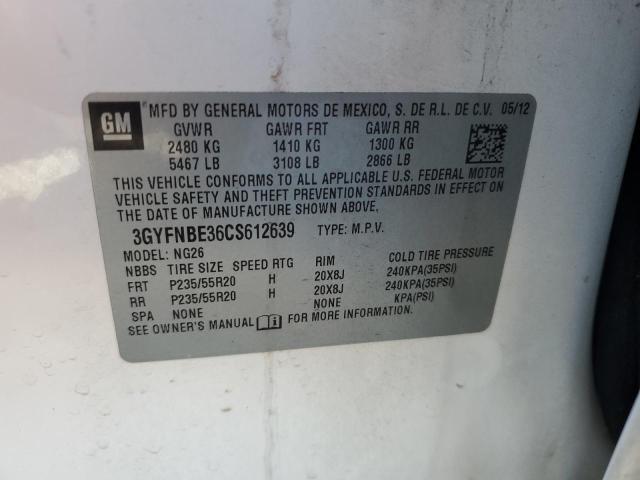 GM
MFD BY GENERAL MOTORS DE MEXICO, S. DE R.L. DE C.V. 05/12
GVWR GAWR FRT GAWR RR
2480 KG 1410 KG 1300 KG
5467 LB 3108 LB 2866 LB
THIS VEHICLE CONFORMS TO ALL APPLICABLE U.S. FEDERAL MOTOR
VEHICLE SAFETY AND THEFT PREVENTION STANDARDS IN EFFECT ON
THE DATE OF MANUFACTURE SHOWN ABOVE.
3GYFNBE36CS612639 TYPE: M.P.V.
MODEL: NG26
NBBS TIRE SIZE SPEED RTG RIM COLD TIRE PRESSURE
FRT P235/55R20 H 20X8J 240KPA(35PSI)
RR P235/55R20 H 20X8J 240KPA(35PSI)
SPA NONE NONE KPA(PSI)
SEE OWNER'S MANUAL FOR MORE INFORMATION.